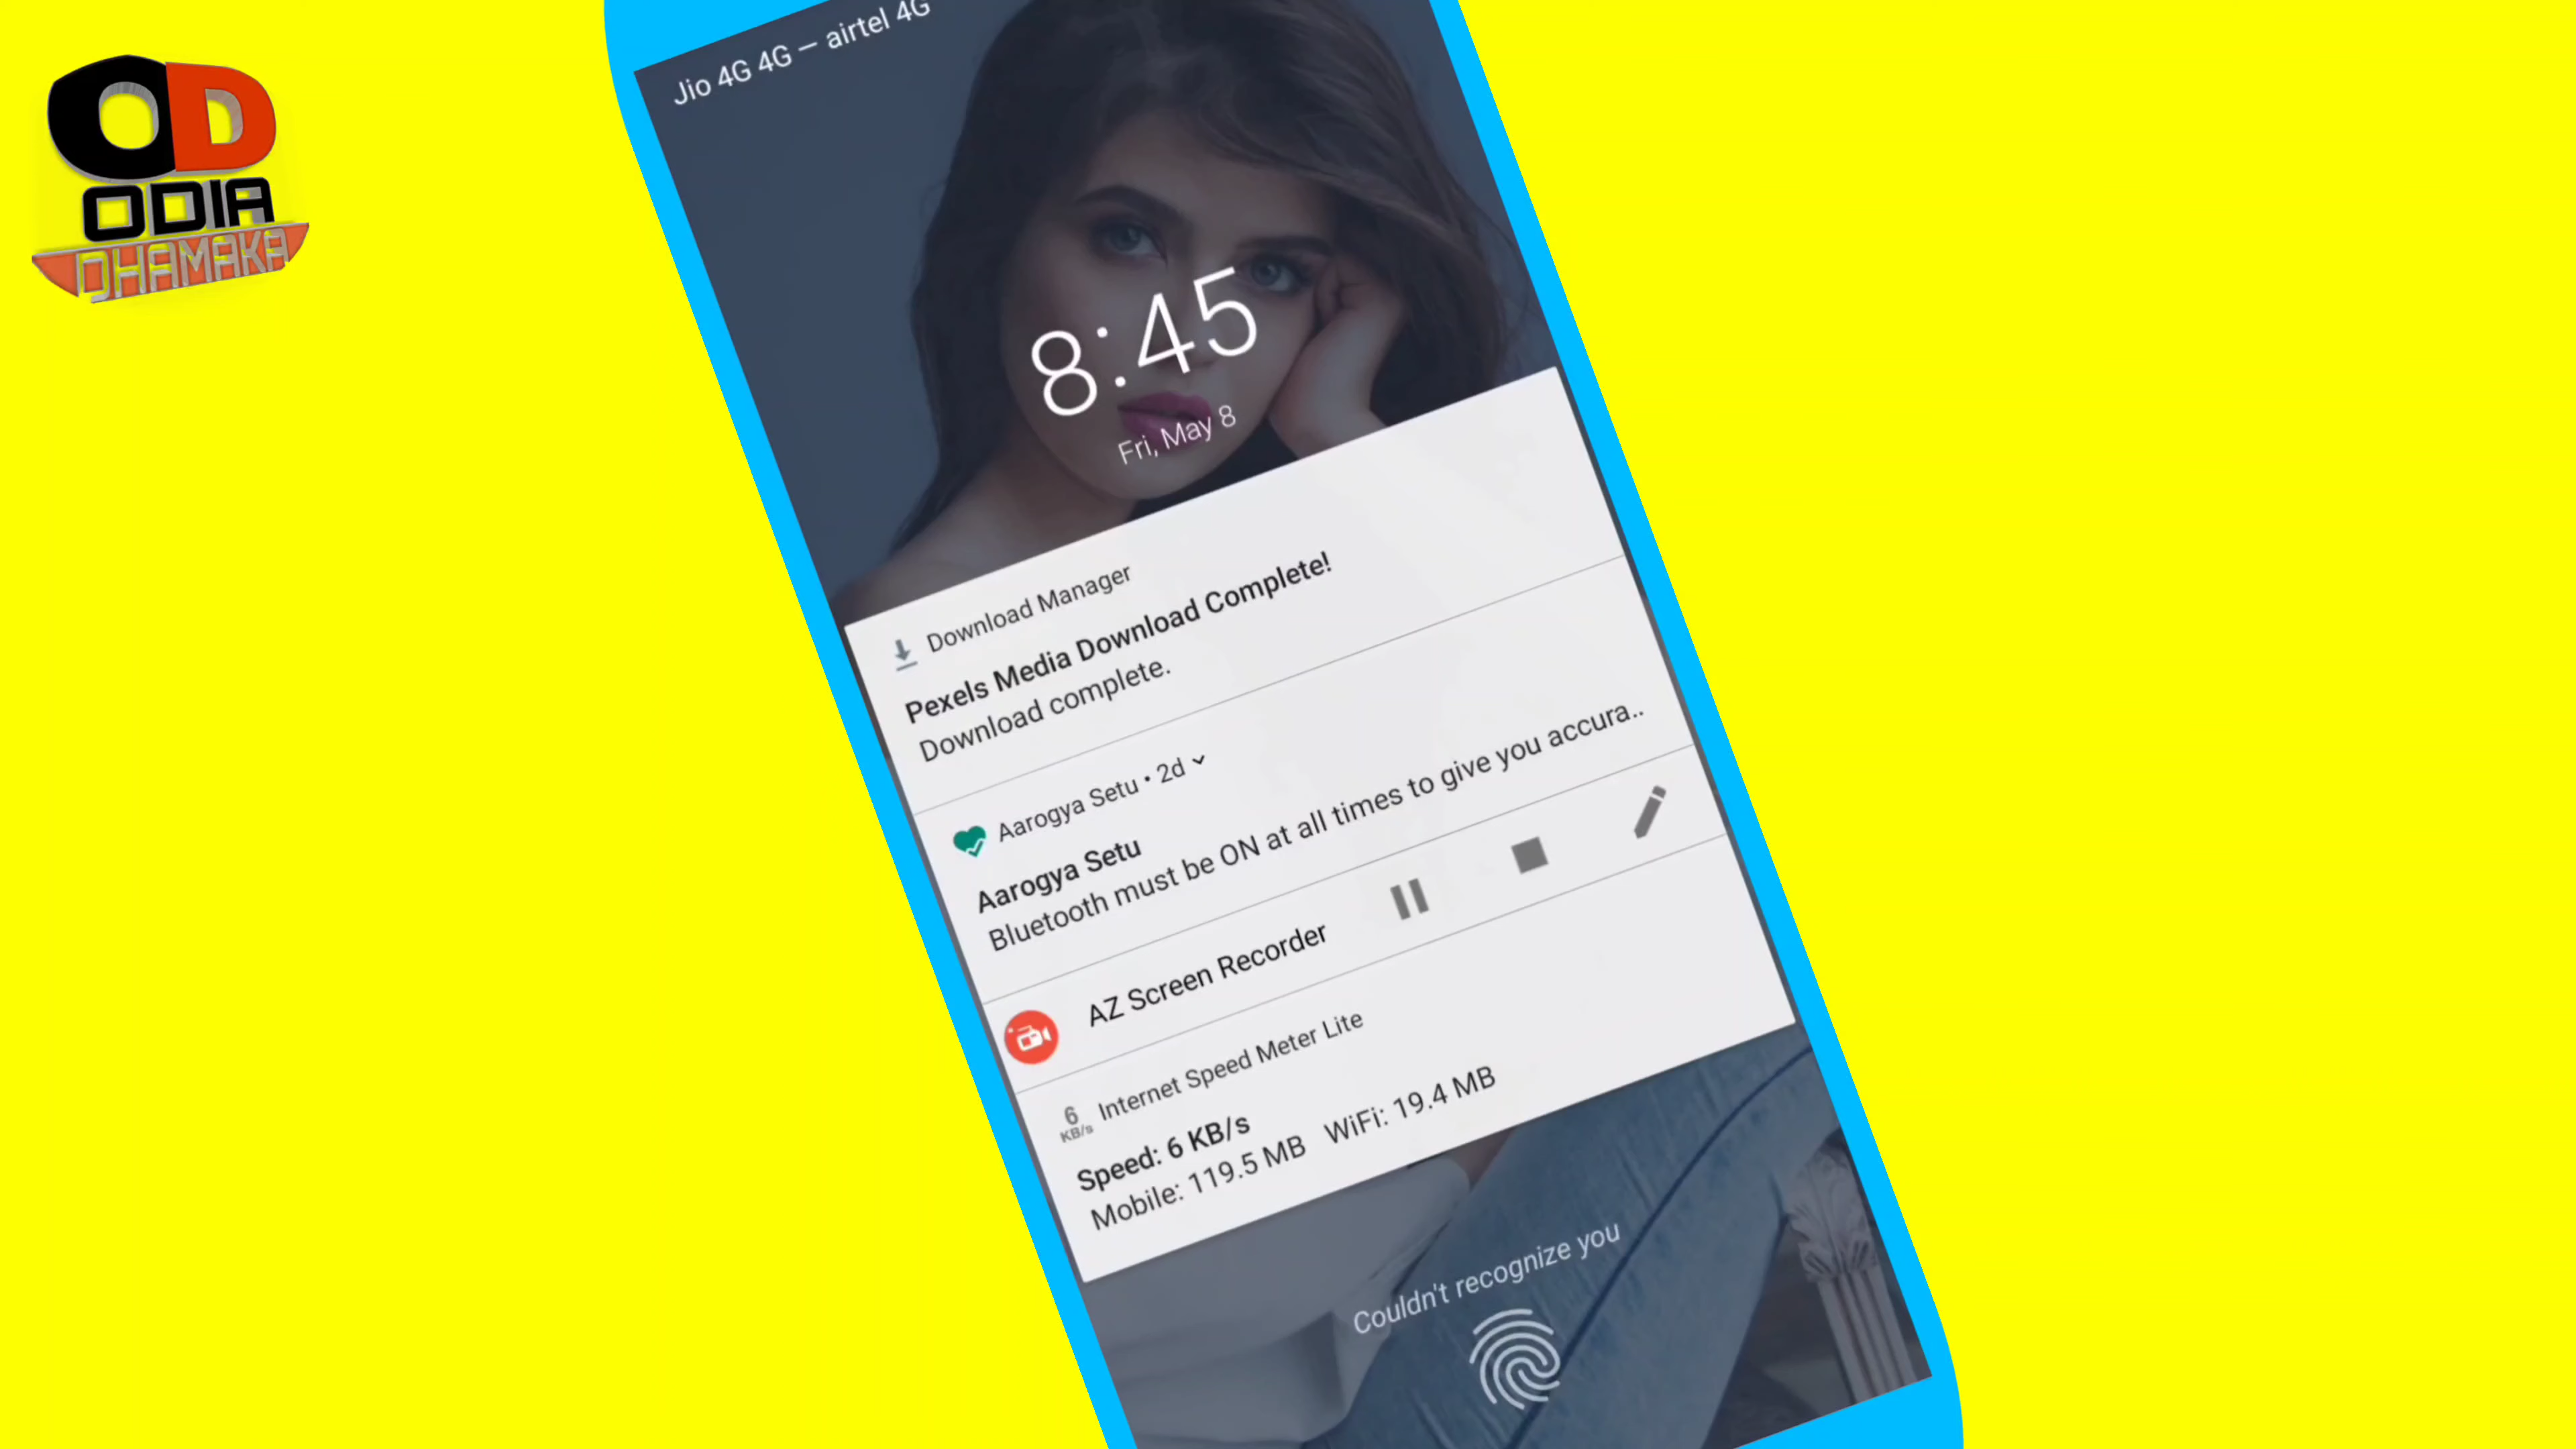 OD
ODIA
DHAMAKA
Jio 4G 4G — airtel 4G
8:45
Fri, May 8
Download Manager
Pexels Media Download Complete!
Download complete.
Aarogya Setu • 2d
Aarogya Setu
Bluetooth must be ON at all times to give you accura..
AZ Screen Recorder
6 KB/s
Internet Speed Meter Lite
Speed: 6 KB/s
Mobile: 119.5 MB WiFi: 19.4 MB
Couldn't recognize you